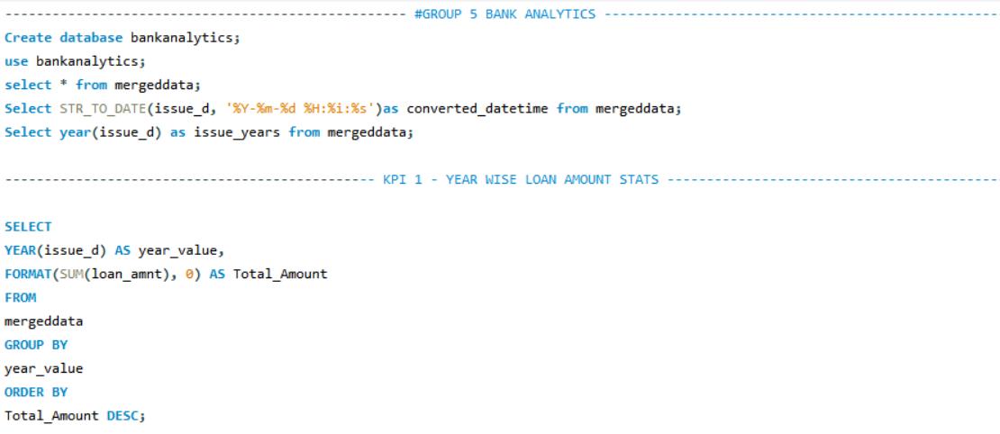 --------------------------------------------------- #GROUP 5 BANK ANALYTICS --------------------------------------------------
Create database bankanalytics;
use bankanalytics;
select * from mergeddata;
Select STR_TO_DATE(issue_d, '%Y-%m-%d %H:%i:%s')as converted_datetime from mergeddata;
Select year(issue_d) as issue_years from mergeddata;
----------------------------------------------- KPI 1 - YEAR WISE LOAN AMOUNT STATS ------------------------------------------
SELECT
YEAR(issue_d) AS year_value,
FORMAT(SUM(loan_amnt), 0) AS Total_Amount
FROM
mergeddata
GROUP BY
year_value
ORDER BY
Total_Amount DESC;